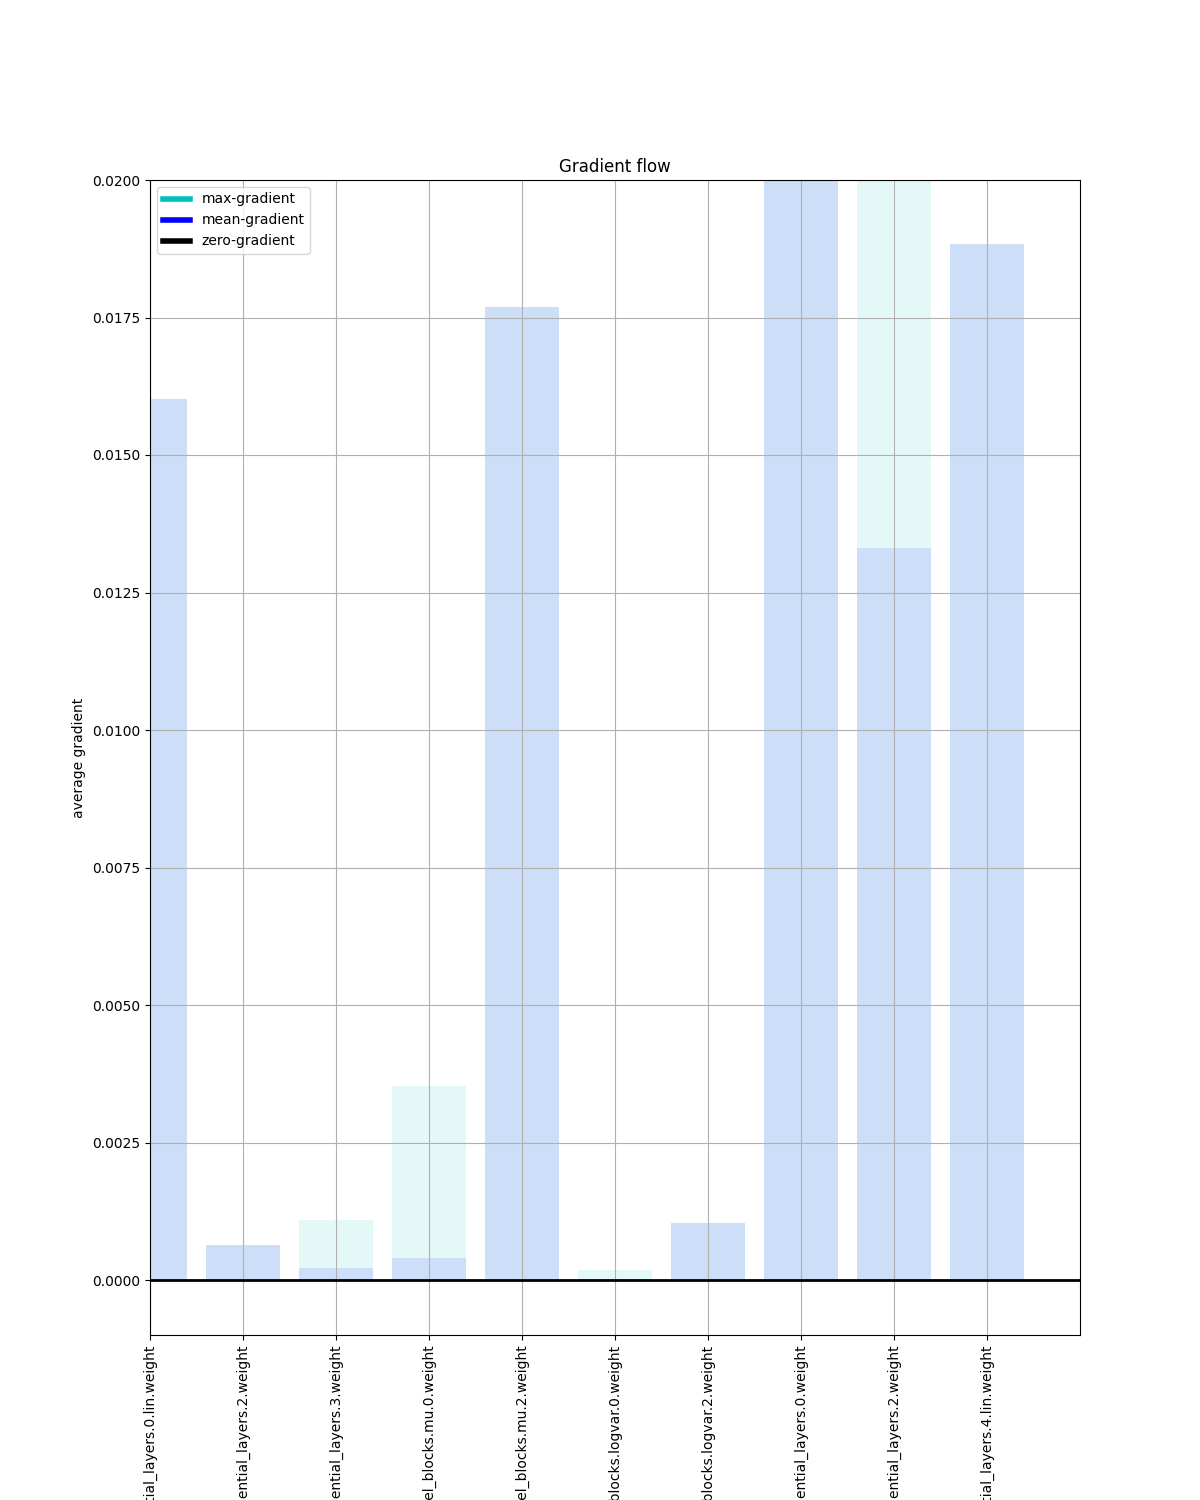 Gradient flow
max-gradient
mean-gradient
zero-gradient
0.0200
0.0175
0.0150
0.0125
0.0100
0.0075
0.0050
0.0025
0.0000
average gradient
tial_layers.0.lin.weight
ential_layers.2.weight
ential_layers.3.weight
el_blocks.mu.0.weight
el_blocks.mu.2.weight
blocks.logvar.0.weight
blocks.logvar.2.weight
ential_layers.0.weight
ential_layers.2.weight
tial_layers.4.lin.weight